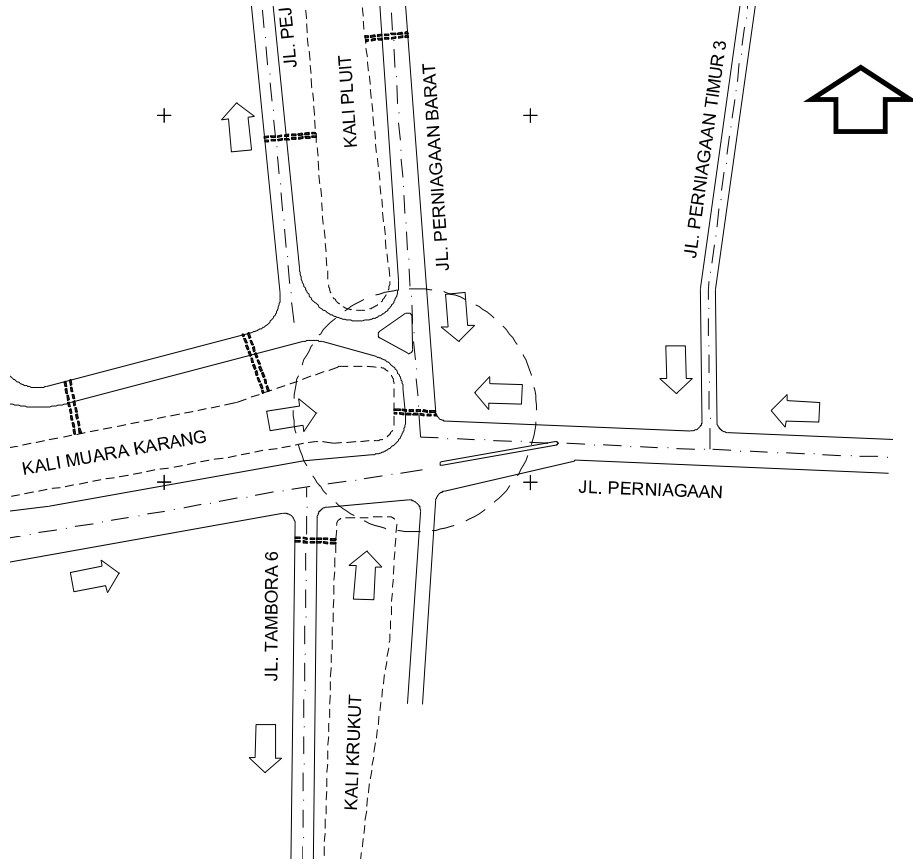 JL. PEJ
KALI PLUIT
JL. PERNIAGAAN BARAT
JL. PERNIAGAAN TIMUR 3
KALI MUARA KARANG
JL. PERNIAGAAN
JL. TAMBORA 6
KALI KRUKUT